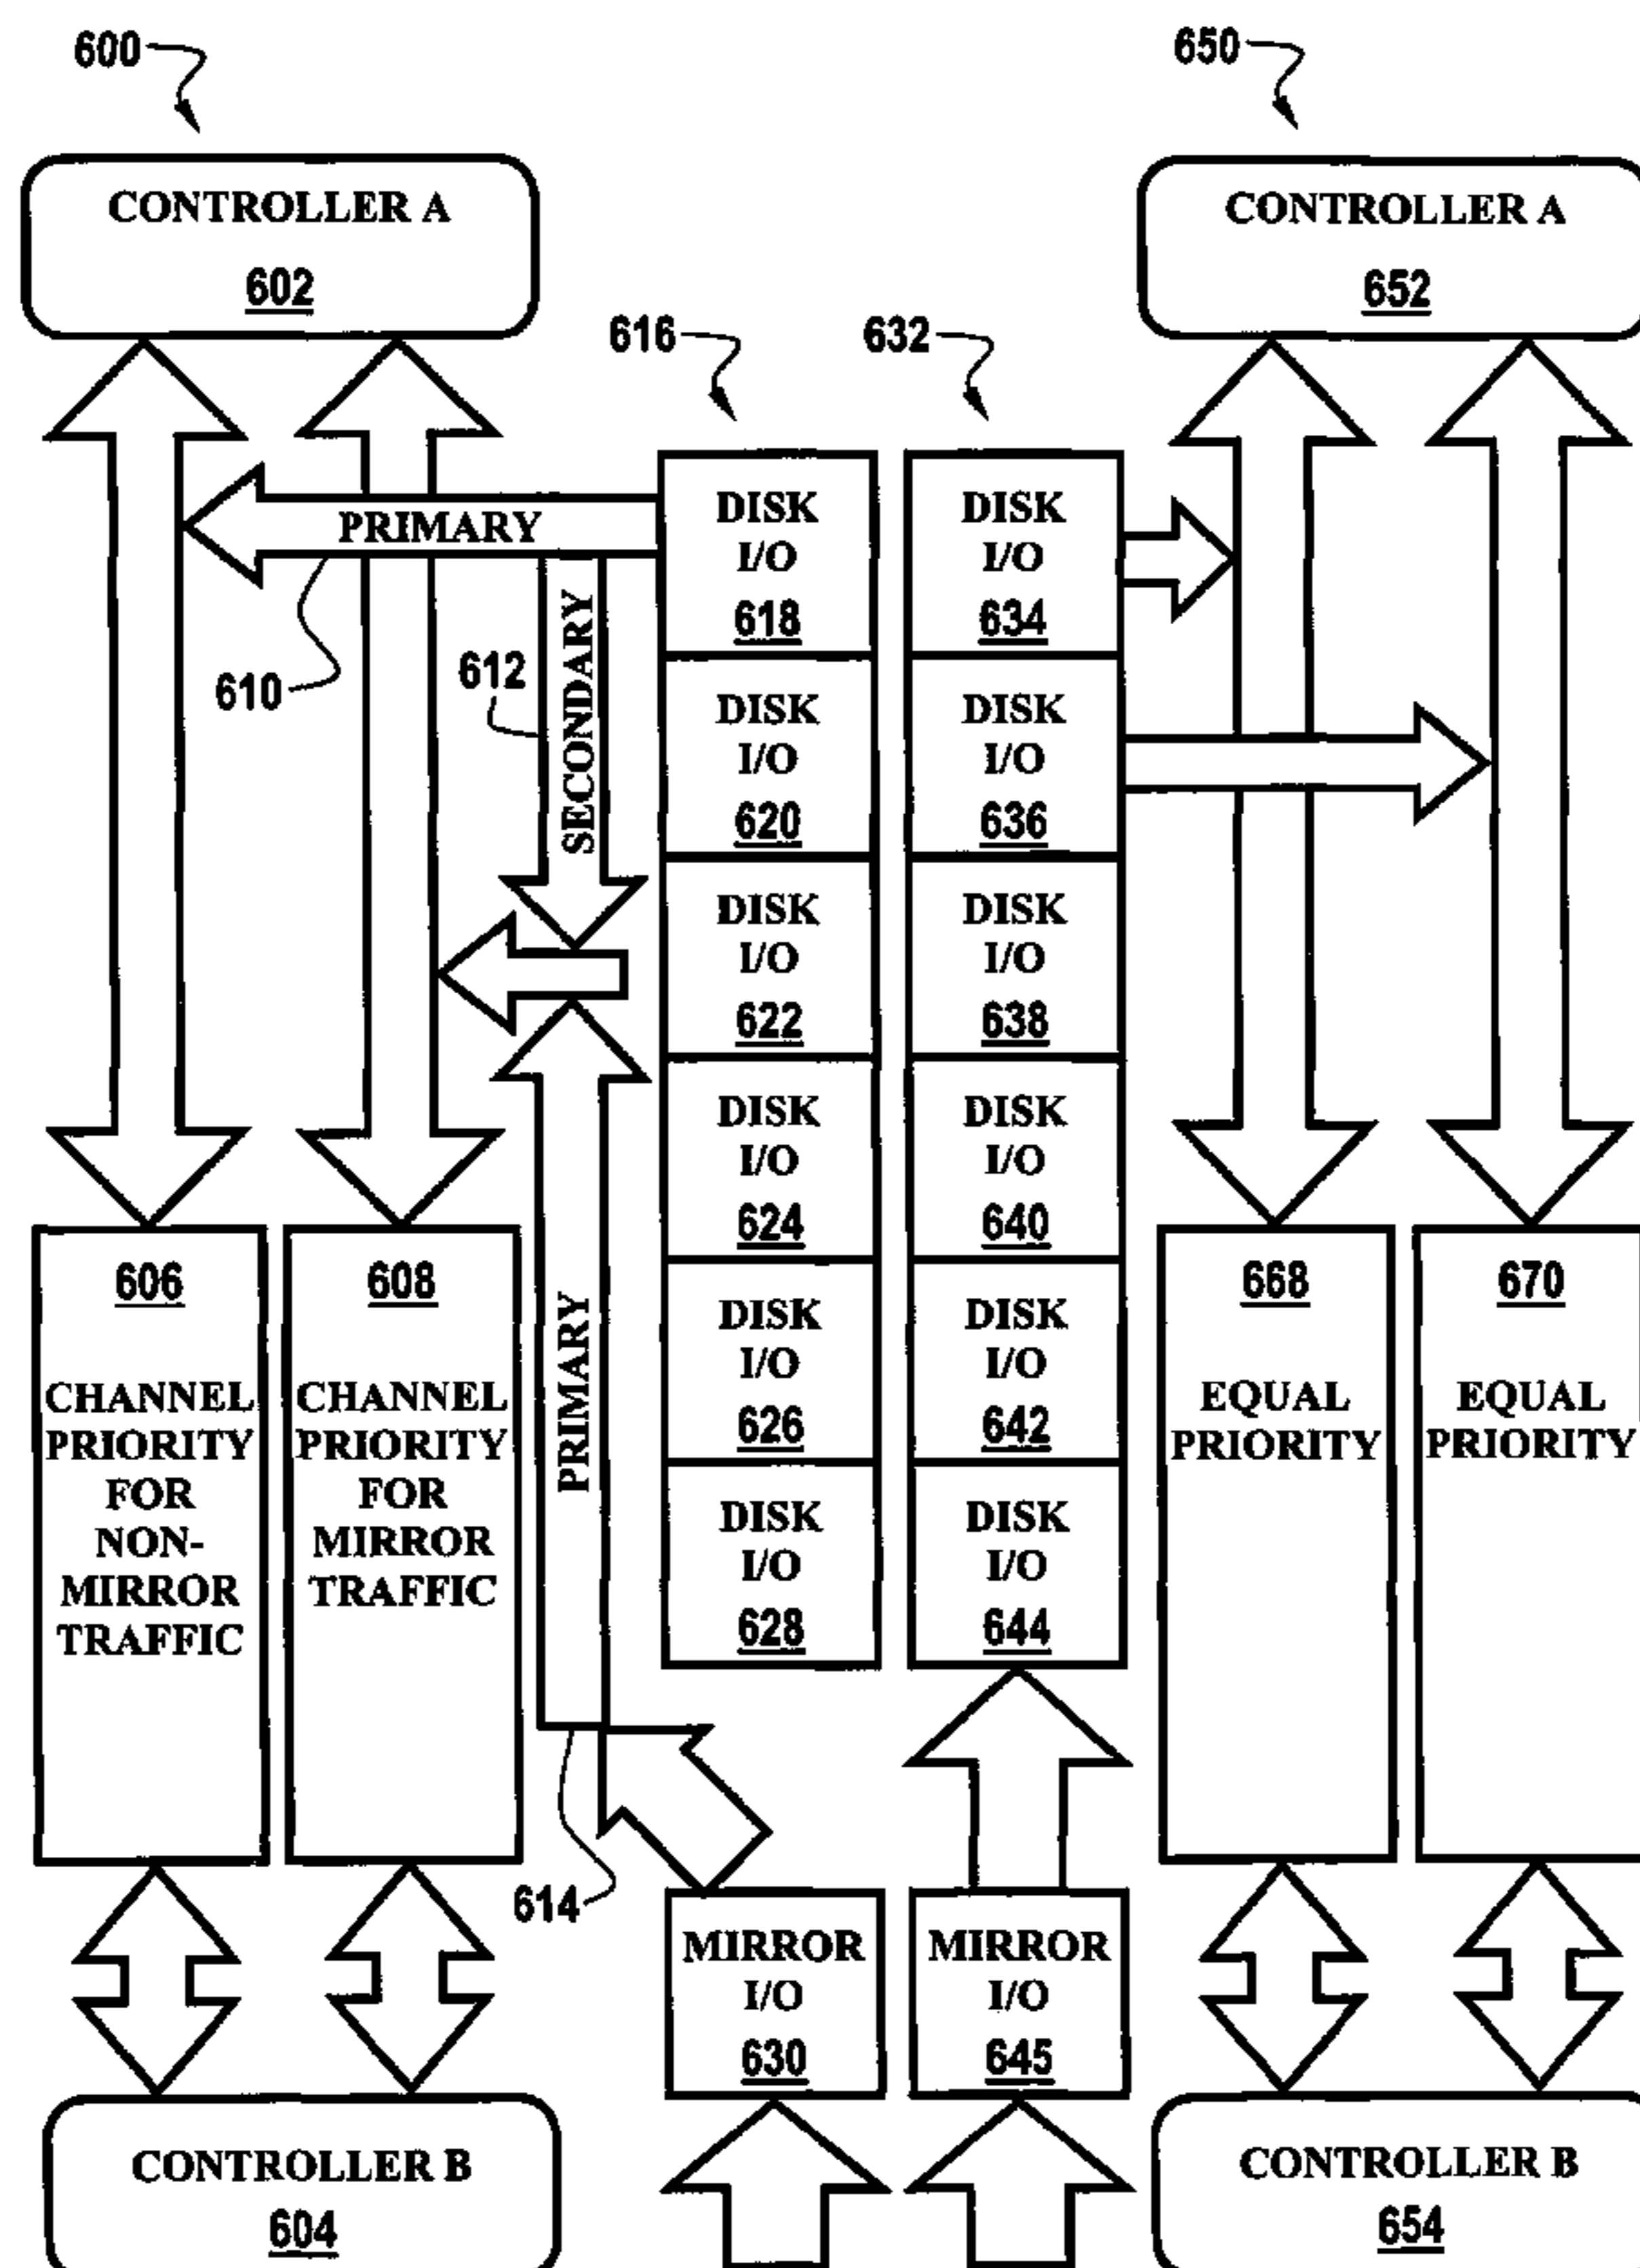 600
650
CONTROLLER A
602
CONTROLLER A
652
616
632
PRIMARY
610
612
SECONDARY
DISK
I/O
618
DISK
I/O
620
DISK
I/O
622
DISK
I/O
624
DISK
I/O
626
DISK
I/O
628
DISK
I/O
634
DISK
I/O
636
DISK
I/O
638
DISK
I/O
640
DISK
I/O
642
DISK
I/O
644
606
CHANNEL
PRIORITY
FOR
NON-
MIRROR
TRAFFIC
608
CHANNEL
PRIORITY
FOR
MIRROR
TRAFFIC
PRIMARY
614
668
EQUAL
PRIORITY
670
EQUAL
PRIORITY
MIRROR
I/O
630
MIRROR
I/O
645
CONTROLLER B
604
CONTROLLER B
654